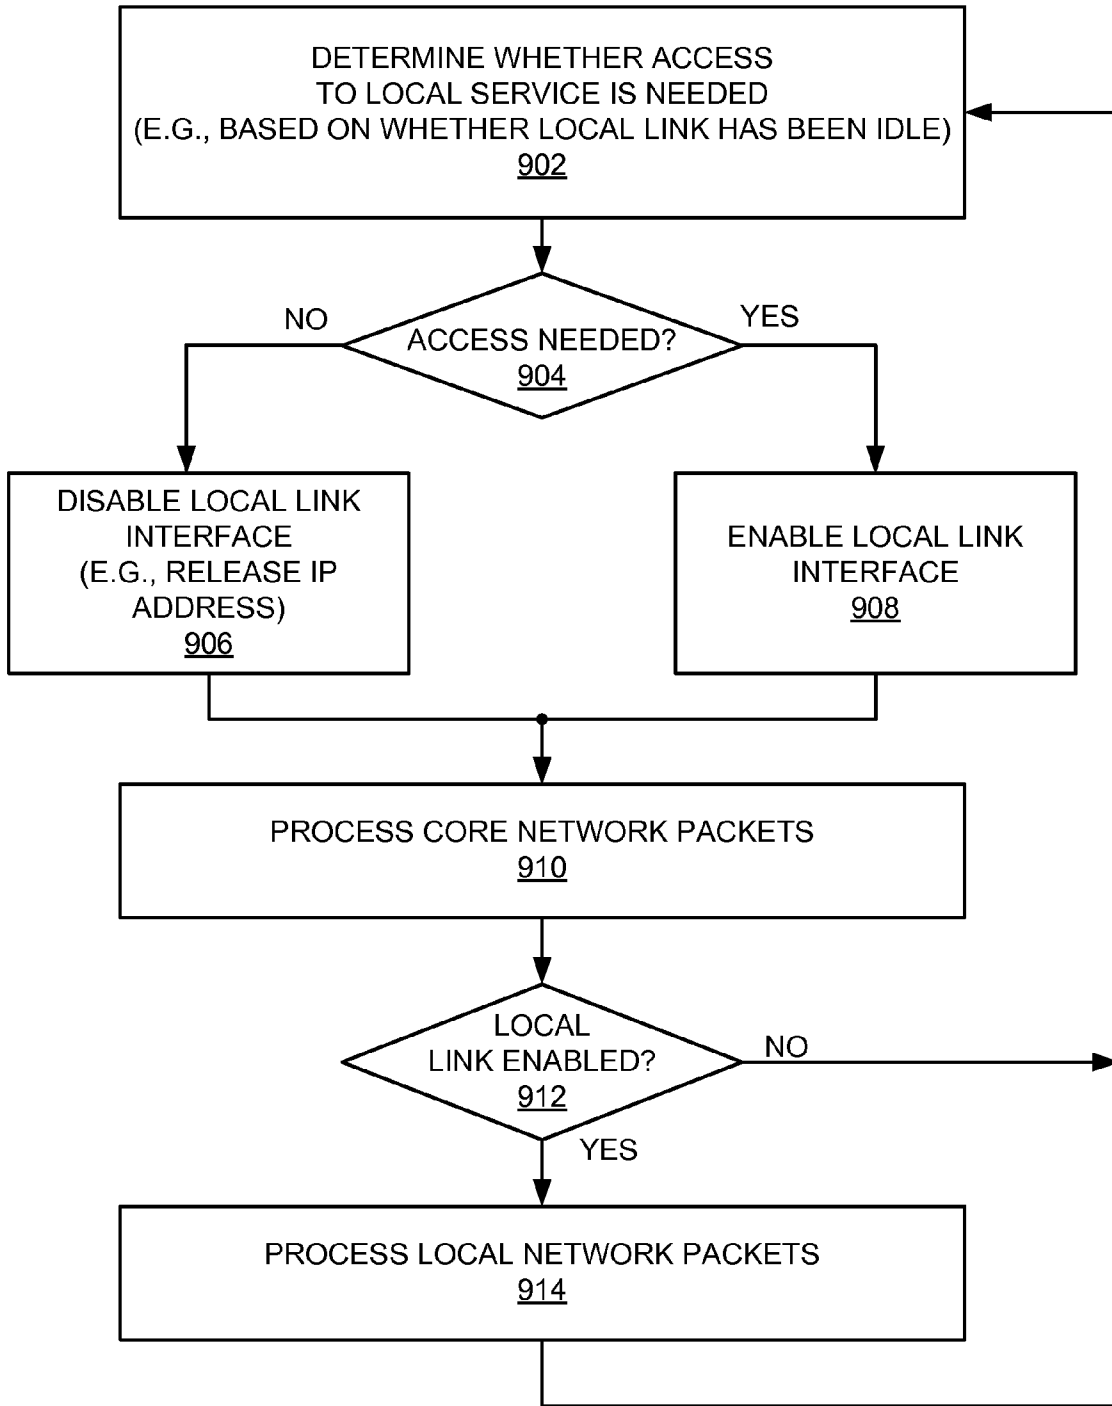 DETERMINE WHETHER ACCESS
TO LOCAL SERVICE IS NEEDED
(E.G., BASED ON WHETHER LOCAL LINK HAS BEEN IDLE)
902
NO
YES
ACCESS NEEDED?
904
DISABLE LOCAL LINK
INTERFACE
(E.G., RELEASE IP
ADDRESS)
906
ENABLE LOCAL LINK
INTERFACE
908
PROCESS CORE NETWORK PACKETS
910
LOCAL
LINK ENABLED?
912
NO
YES
PROCESS LOCAL NETWORK PACKETS
914